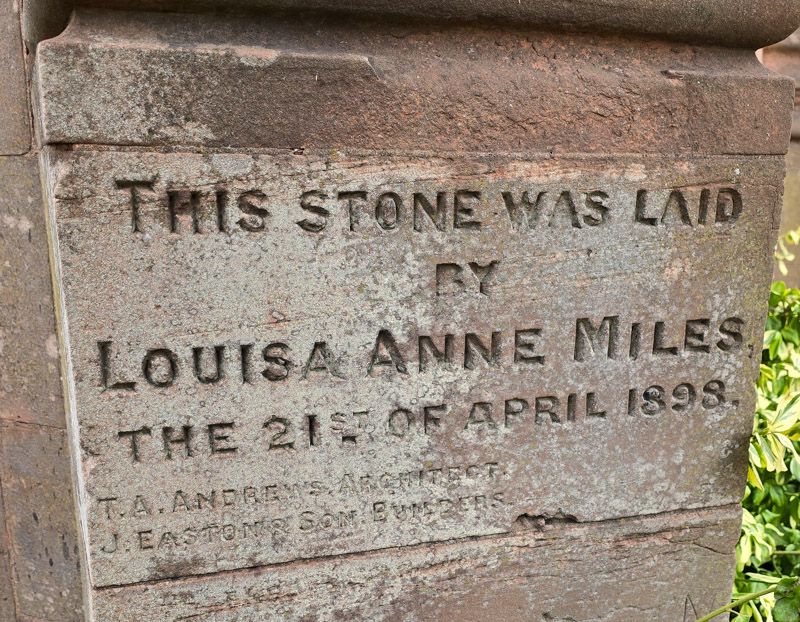 THIS STONE WAS LAID
BY
LOUISA ANNE MILES
THE 21ST. OF APRIL 1898.
T. A. ANDREWS. ARCHITECT.
J. EASTON & SON. BUILDERS.